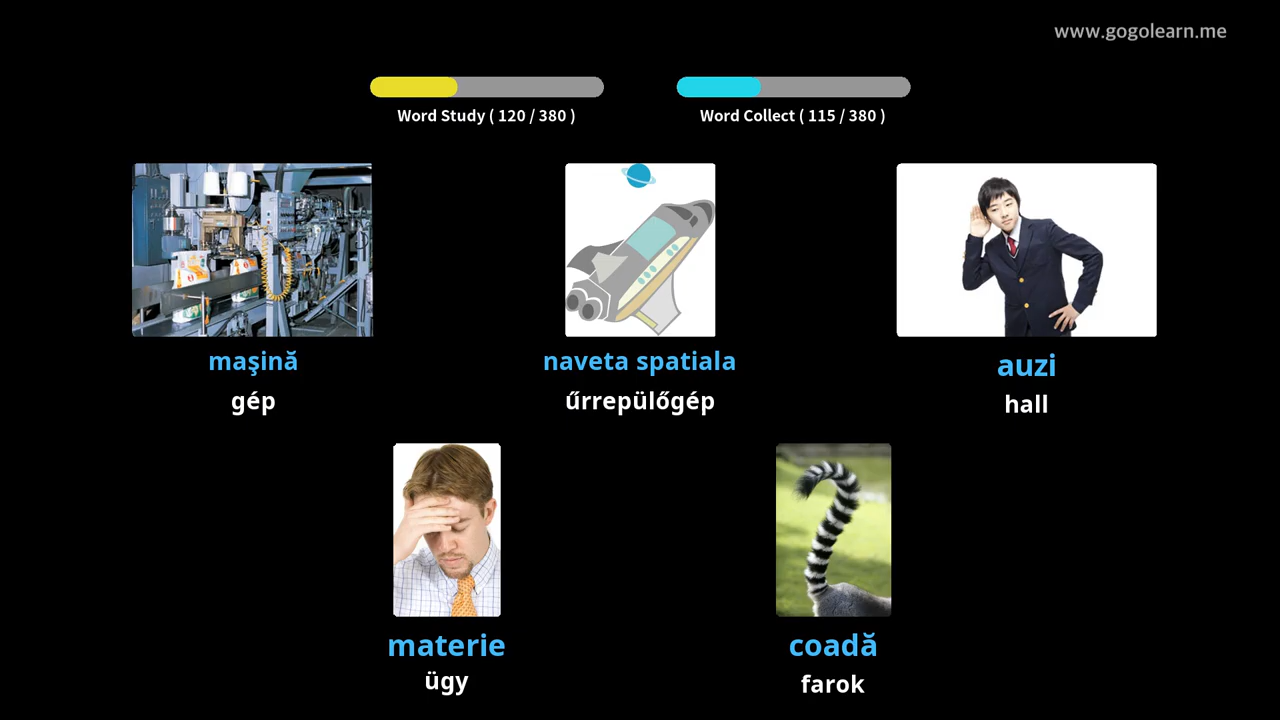 www.gogolearn.me
Word Study ( 120 / 380 )
Word Collect ( 115 / 380 )
maşină
gép
naveta spatiala
űrrepülőgép
auzi
hall
materie
ügy
coadă
farok